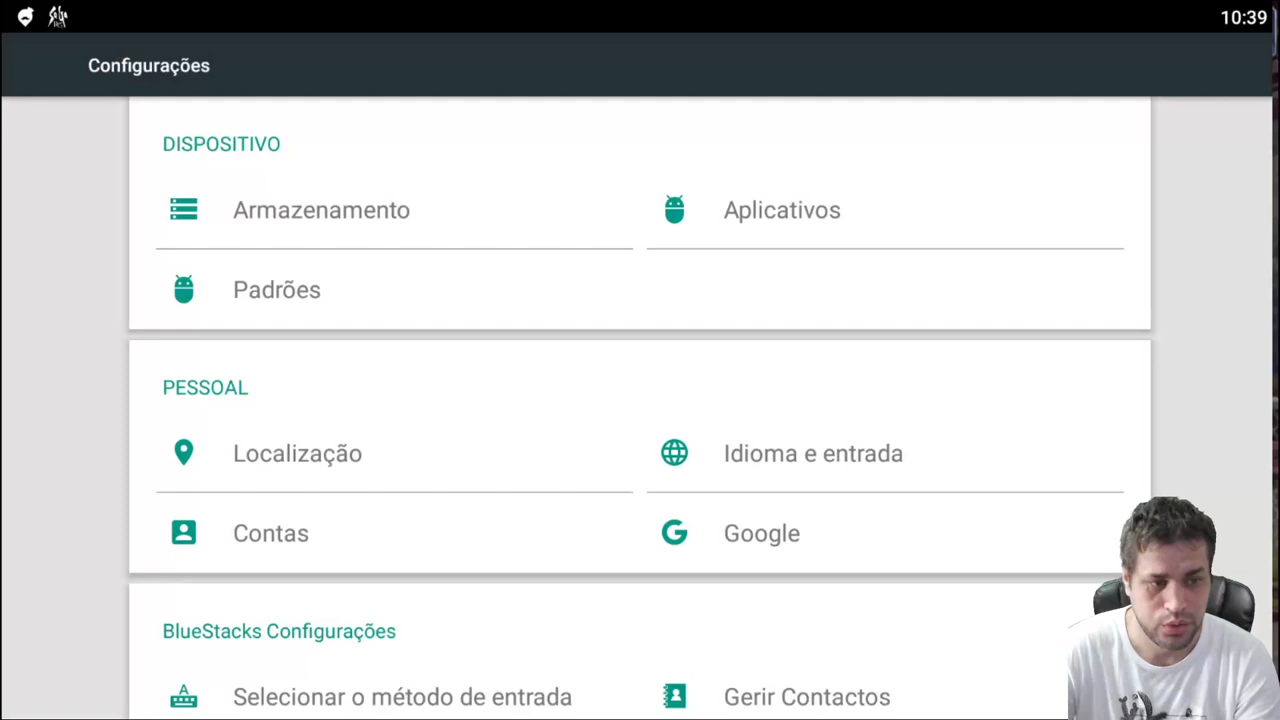 10:39
Configurações
DISPOSITIVO
Armazenamento
Aplicativos
Padrões
PESSOAL
Localização
Idioma e entrada
Contas
Google
BlueStacks Configurações
Selecionar o método de entrada
Gerir Contactos